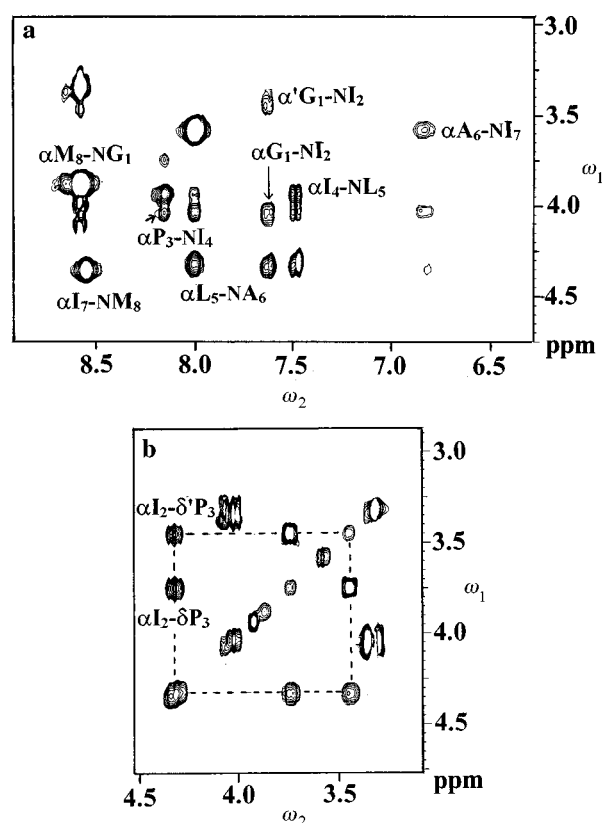 a
3.0
α'G₁-NI₂
3.5
αA₆-NI₇
αM₈-NG₁
αG₁-NI₂
αI₄-NL₅
ω₁
4.0
αP₃-NI₄
αI₇-NM₈
αL₅-NA₆
4.5
ppm
8.5
8.0
7.5
7.0
6.5
ω₂
b
3.0
αI₂-δ'P₃
3.5
ω₁
αI₂-δP₃
4.0
4.5
ppm
4.5
4.0
3.5
ω₂